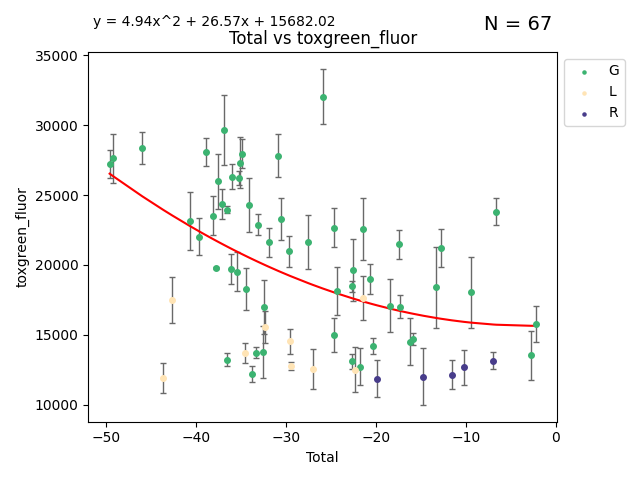 y = 4.94x^2 + 26.57x + 15682.02
N = 67
Total vs toxgreen_fluor
G
L
R
toxgreen_fluor
35000
30000
25000
20000
15000
10000
−50
−40
−30
−20
−10
0
Total